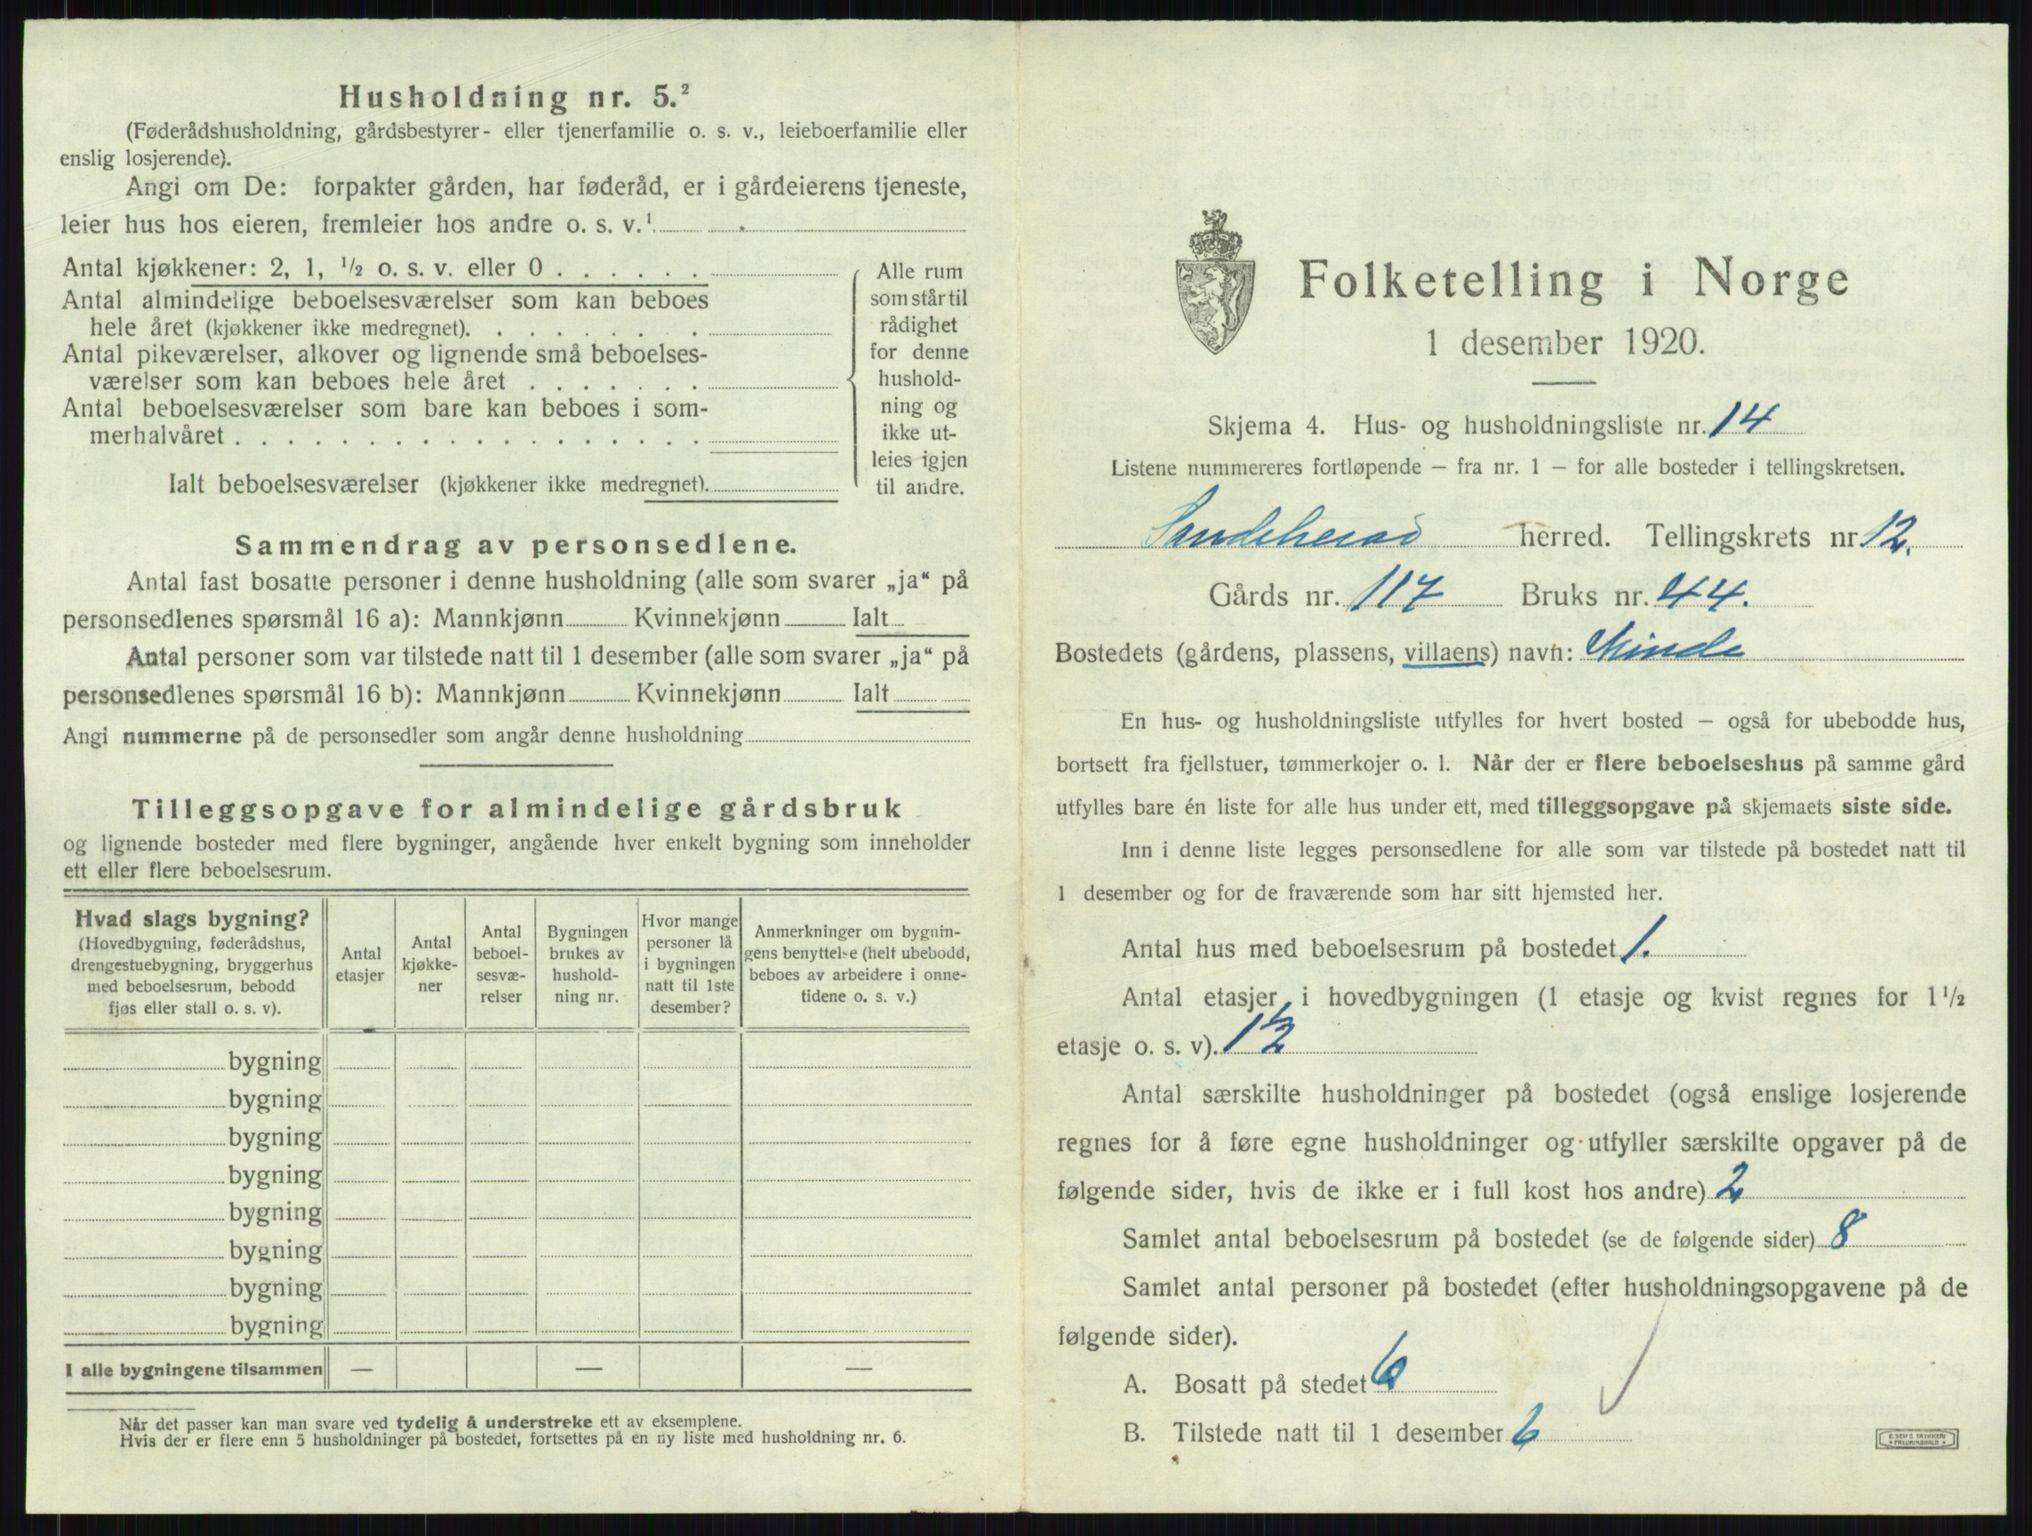 Husholdning nr. 5.²
(Føderådshusholdning, gårdsbestyrer- eller tjenerfamilie o. s. v., leieboerfamilie eller
enslig losjerende).
Angi om De: forpakter gården, har føderåd, er i gårdeierens tjeneste,
leier hus hos eieren, fremleier hos andre o. s. v.¹
Antal kjøkkener: 2, 1, ½ o. s. v. eller 0 . . . . . .
Antal almindelige beboelsesværelser som kan beboes
hele året (kjøkkener ikke medregnet). . . . . . . . .
Antal pikeværelser, alkover og lignende små beboelses-
værelser som kan beboes hele året . . . . . . .
Antal beboelsesværelser som bare kan beboes i som-
merhalvåret . . . . . . . . . . . . . . . . . .
Ialt beboelsesværelser (kjøkkener ikke medregnet).
Alle rum
som står til
rådighet
for denne
hushold-
ning og
ikke ut-
leies igjen
til andre.
Sammendrag av personsedlene.
Antal fast bosatte personer i denne husholdning (alle som svarer „ja“ på
personsedlenes spørsmål 16 a): Mannkjønn Kvinnekjønn Ialt
Antal personer som var tilstede natt til 1 desember (alle som svarer „ja“ på
personsedlenes spørsmål 16 b): Mannkjønn Kvinnekjønn Ialt
Angi nummerne på de personsedler som angår denne husholdning
Tilleggsopgave for almindelige gårdsbruk
og lignende bosteder med flere bygninger, angående hver enkelt bygning som inneholder
ett eller flere beboelsesrum.
Hvad slags bygning?
(Hovedbygning, føderådshus,
drengestuebygning, bryggerhus
med beboelsesrum, bebodd
fjøs eller stall o. s. v).
Antal
etasjer
Antal
kjøkke-
ner
Antal
beboel-
sesvæ-
relser
Bygningen
brukes av
hushold-
ning nr.
Hvor mange
personer lå
i bygningen
natt til 1ste
desember?
Anmerkninger om bygnin-
gens benyttelse (helt ubebodd,
beboes av arbeidere i onne-
tidene o. s. v.)
bygning
bygning
bygning
bygning
bygning
bygning
bygning
bygning
I alle bygningene tilsammen — — —
Når det passer kan man svare ved tydelig å understreke ett av eksemplene.
Hvis der er flere enn 5 husholdninger på bostedet, fortsettes på en ny liste med husholdning nr. 6.
Folketelling i Norge
1 desember 1920.
Skjema 4. Hus- og husholdningsliste nr. 14
Listene nummereres fortløpende – fra nr. 1 – for alle bosteder i tellingskretsen.
Sandeherad herred. Tellingskrets nr. 12.
Gårds nr. 117 Bruks nr. 44.
Bostedets (gårdens, plassens, villaens) navn: Minde
En hus- og husholdningsliste utfylles for hvert bosted – også for ubebodde hus,
bortsett fra fjellstuer, tømmerkojer o. l. Når der er flere beboelseshus på samme gård
utfylles bare én liste for alle hus under ett, med tilleggsopgave på skjemaets siste side.
Inn i denne liste legges personsedlene for alle som var tilstede på bostedet natt til
1 desember og for de fraværende som har sitt hjemsted her.
Antal hus med beboelsesrum på bostedet 1.
Antal etasjer i hovedbygningen (1 etasje og kvist regnes for 1 ½
etasje o. s. v). 1½
Antal særskilte husholdninger på bostedet (også enslige losjerende
regnes for å føre egne husholdninger og utfyller særskilte opgaver på de
følgende sider, hvis de ikke er i full kost hos andre) 2
Samlet antal beboelsesrum på bostedet (se de følgende sider) 8
Samlet antal personer på bostedet (efter husholdningsopgavene på de
følgende sider).
A. Bosatt på stedet 6
B. Tilstede natt til 1 desember 6